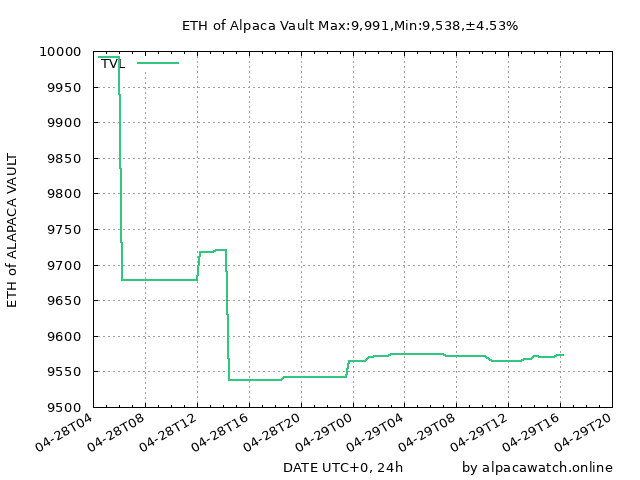 ETH of Alpaca Vault Max:9,991,Min:9,538,±4.53%
TVL
10000
9950
9900
9850
9800
9750
9700
9650
9600
9550
9500
ETH of ALAPACA VAULT
04-28T04
04-28T08
04-28T12
04-28T16
04-28T20
04-29T00
04-29T04
04-29T08
04-29T12
04-29T16
04-29T20
DATE UTC+0, 24h
by alpacawatch.online